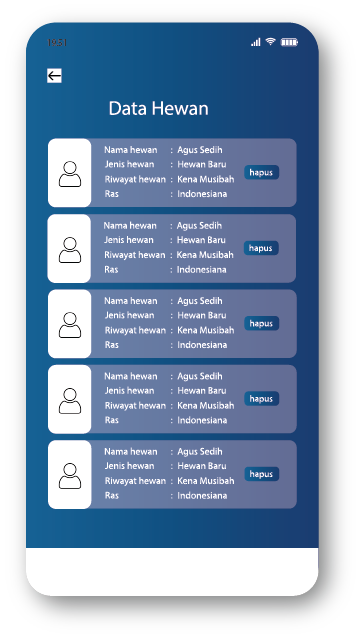 Data Hewan
Nama hewan : Agus Sedih
Jenis hewan : Hewan Baru
Riwayat hewan : Kena Musibah
Ras : Indonesiana
hapus
Nama hewan : Agus Sedih
Jenis hewan : Hewan Baru
Riwayat hewan : Kena Musibah
Ras : Indonesiana
hapus
Nama hewan : Agus Sedih
Jenis hewan : Hewan Baru
Riwayat hewan : Kena Musibah
Ras : Indonesiana
hapus
Nama hewan : Agus Sedih
Jenis hewan : Hewan Baru
Riwayat hewan : Kena Musibah
Ras : Indonesiana
hapus
Nama hewan : Agus Sedih
Jenis hewan : Hewan Baru
Riwayat hewan : Kena Musibah
Ras : Indonesiana
hapus